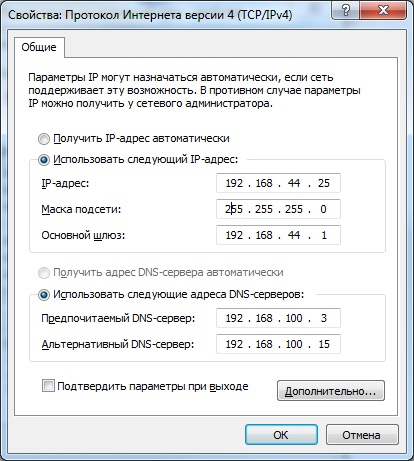 Свойства: Протокол Интернета версии 4 (TCP/IPv4)
Общие
Параметры IP могут назначаться автоматически, если сеть
поддерживает эту возможность. В противном случае параметры
IP можно получить у сетевого администратора.
Получить IP-адрес автоматически
Использовать следующий IP-адрес:
IP-адрес: 192 . 168 . 44 . 25
Маска подсети: 255 . 255 . 255 . 0
Основной шлюз: 192 . 168 . 44 . 1
Получить адрес DNS-сервера автоматически
Использовать следующие адреса DNS-серверов:
Предпочитаемый DNS-сервер: 192 . 168 . 100 . 3
Альтернативный DNS-сервер: 192 . 168 . 100 . 15
Подтвердить параметры при выходе
Дополнительно...
OK Отмена